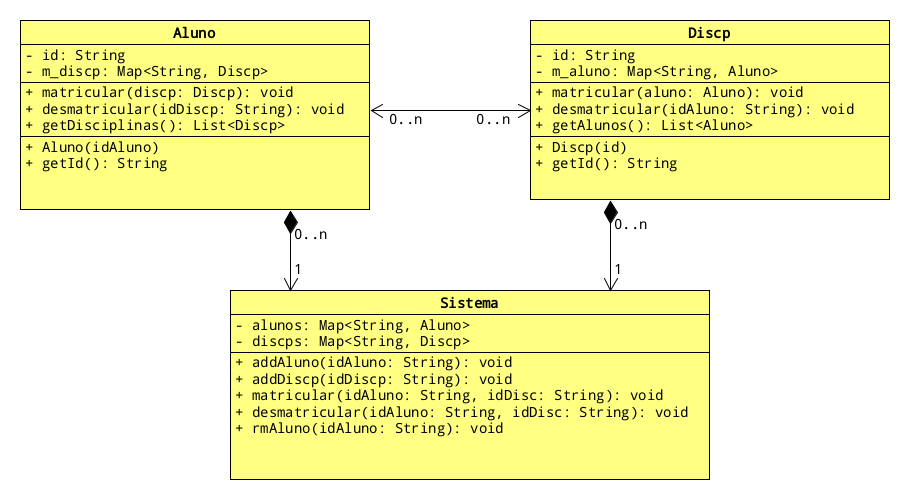 Aluno
- id: String
- m_discp: Map<String, Discp>
+ matricular(discp: Discp): void
+ desmatricular(idDiscp: String): void
+ getDisciplinas(): List<Discp>
+ Aluno(idAluno)
+ getId(): String
0..n
0..n
Discp
- id: String
- m_aluno: Map<String, Aluno>
+ matricular(aluno: Aluno): void
+ desmatricular(idAluno: String): void
+ getAlunos(): List<Aluno>
+ Discp(id)
+ getId(): String
0..n
1
0..n
1
Sistema
- alunos: Map<String, Aluno>
- discps: Map<String, Discp>
+ addAluno(idAluno: String): void
+ addDiscp(idDiscp: String): void
+ matricular(idAluno: String, idDisc: String): void
+ desmatricular(idAluno: String, idDisc: String): void
+ rmAluno(idAluno: String): void